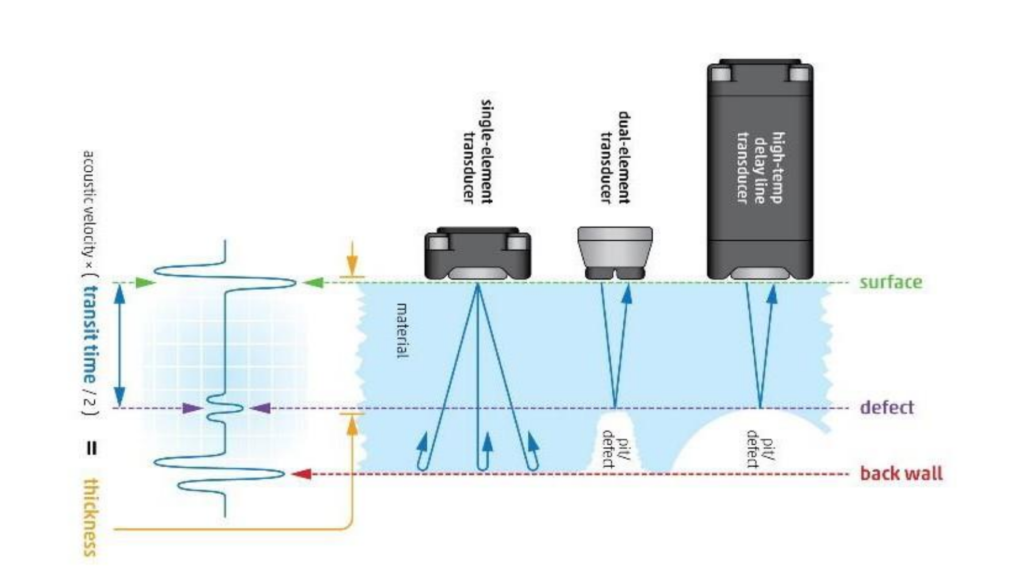 single-element
transducer
dual-element
transducer
high-temp
delay line
transducer
surface
material
acoustic velocity × ( transit time / 2 ) = thickness
defect
pit/
defect
pit/
defect
back wall